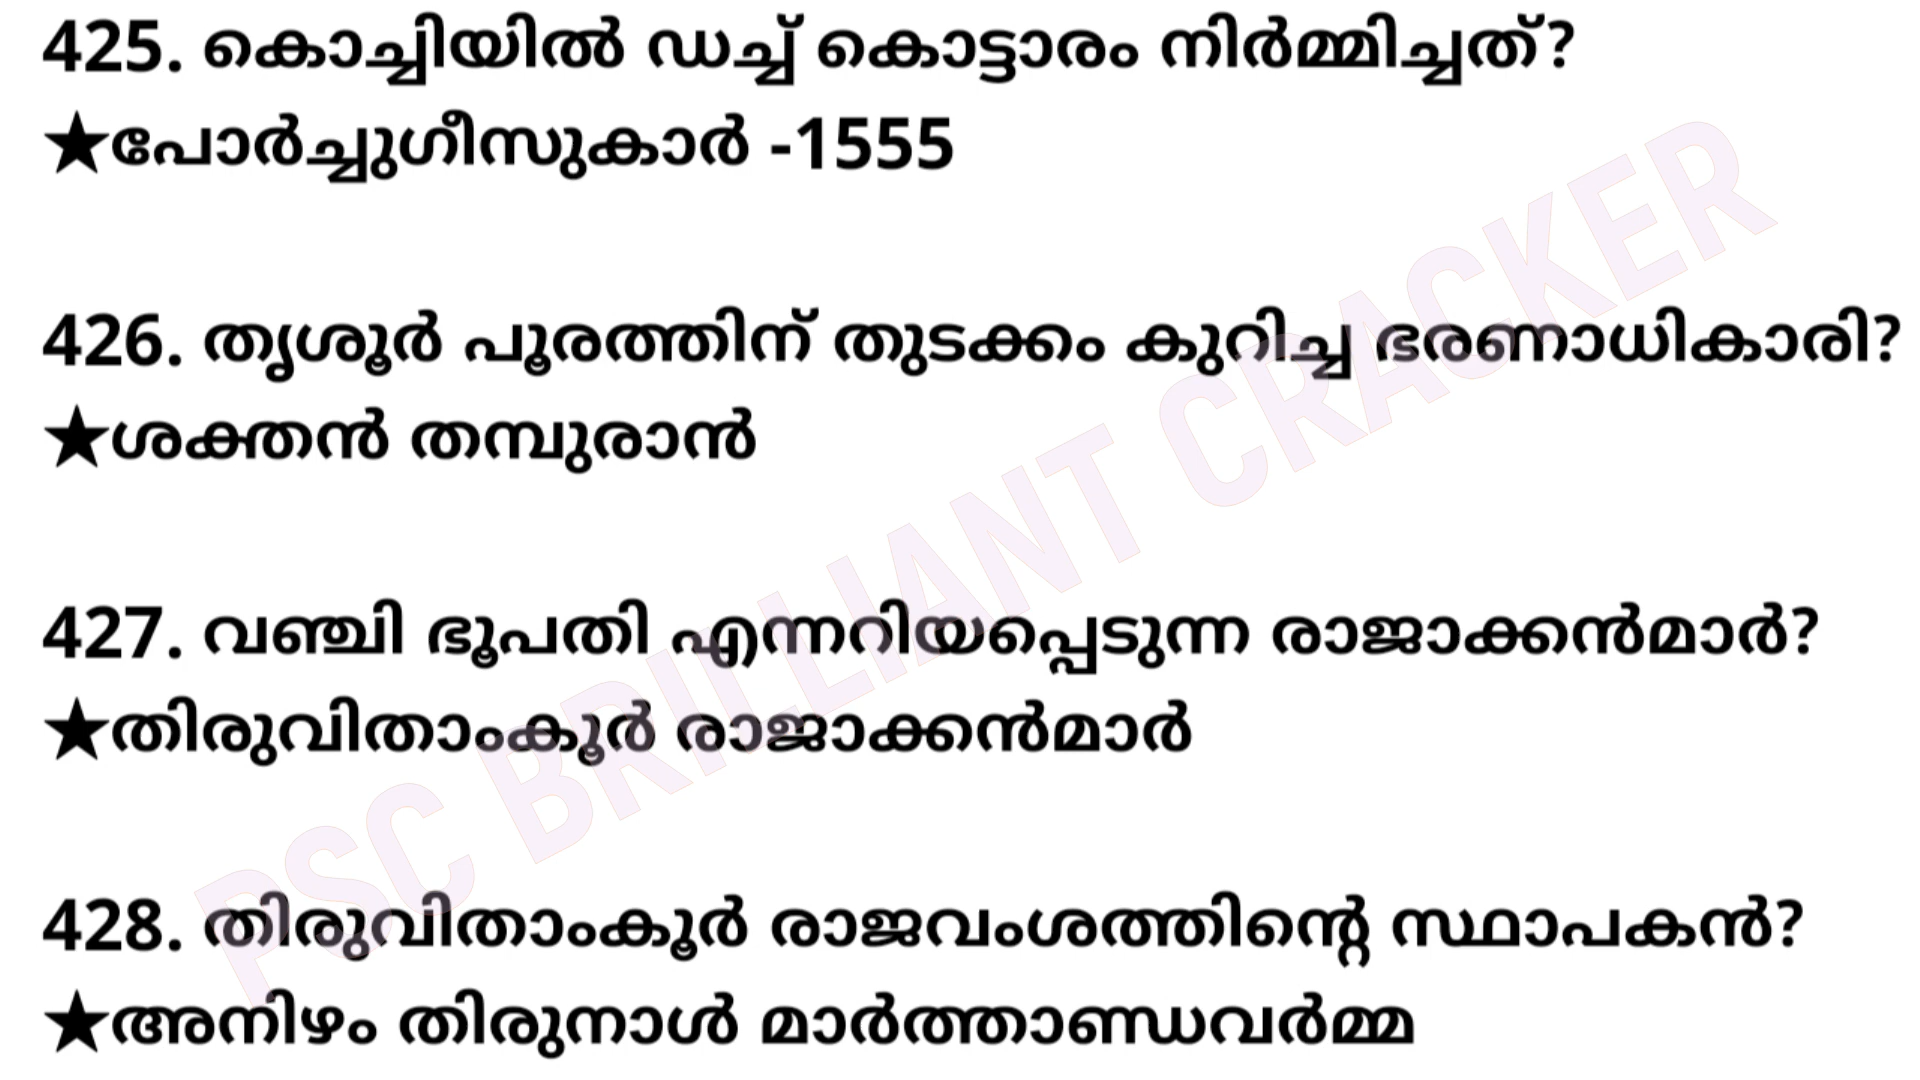 425. കൊച്ചിയിൽ ഡച്ച് കൊട്ടാരം നിർമ്മിച്ചത്?
★പോർച്ചുഗീസുകാർ -1555
426. തൃശൂർ പൂരത്തിന് തുടക്കം കുറിച്ച ഭരണാധികാരി?
★ശക്തൻ തമ്പുരാൻ
427. വഞ്ചി ഭൂപതി എന്നറിയപ്പെടുന്ന രാജാക്കൻമാർ?
★തിരുവിതാംകൂർ രാജാക്കൻമാർ
428. തിരുവിതാംകൂർ രാജവംശത്തിന്റെ സ്ഥാപകൻ?
★അനിഴം തിരുനാൾ മാർത്താണ്ഡവർമ്മ
PSC BRILLIANT CRACKER